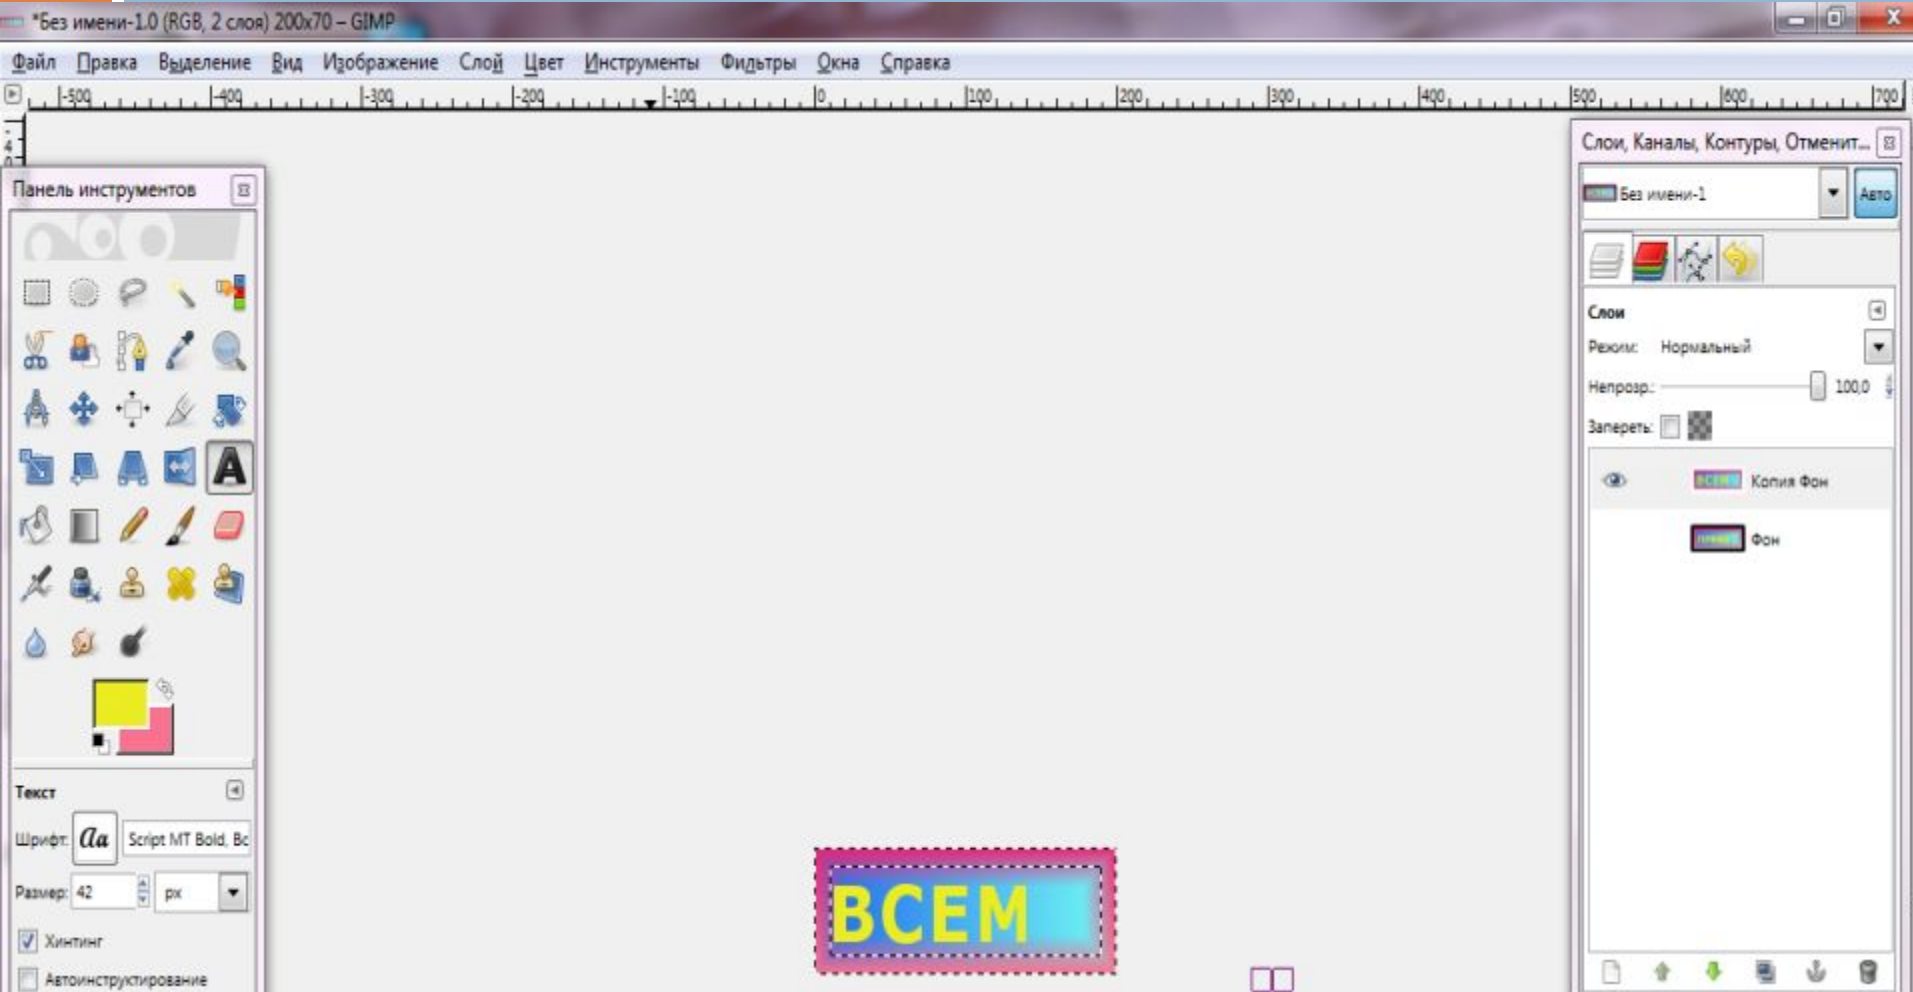 *Без имени-1.0 (RGB, 2 слоя) 200x70 – GIMP
Файл Правка Выделение Вид Изображение Слой Цвет Инструменты Фильтры Окна Справка
-500 -400 -300 -200 -100 0 100 200 300 400 500 600 700
Панель инструментов
Текст
Шрифт: Aa Script MT Bold, Bc
Размер: 42 px
Хинтинг
Автоинструктирование
ВСЕМ
Слои, Каналы, Контуры, Отменит...
Без имени-1 Авто
Слои
Режим: Нормальный
Непрозр.: 100,0
Запереть:
ВСЕМ Копия Фон
Фон